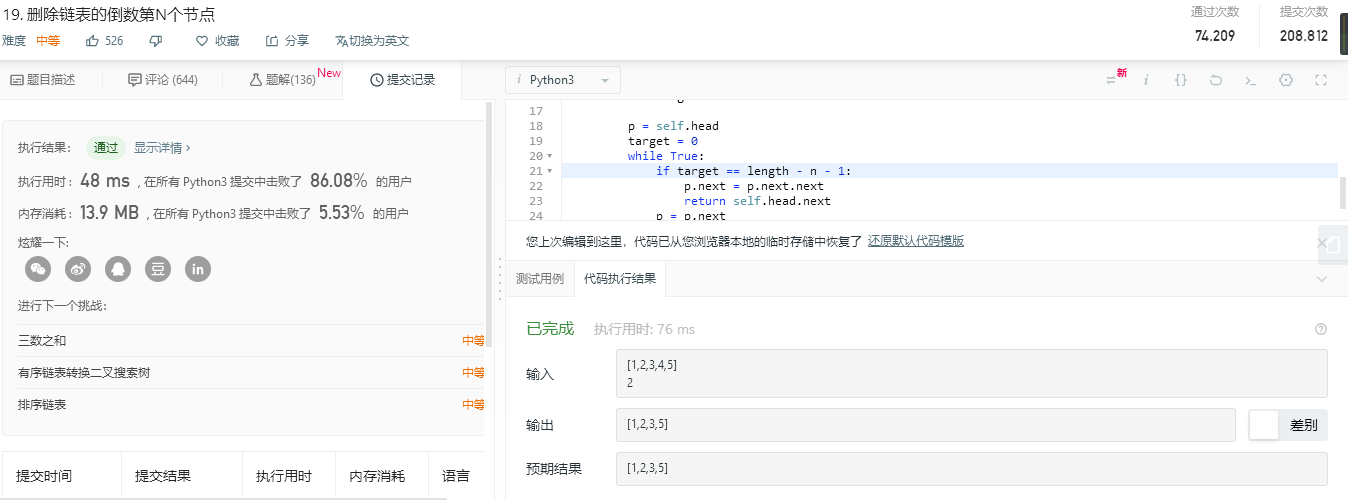 19. 删除链表的倒数第N个节点
通过次数 提交次数
74,209 208,812
难度 中等 526 收藏 分享 切换为英文
题目描述 评论 (644) 题解(136) New 提交记录
执行结果： 通过 显示详情 ›
执行用时 : 48 ms , 在所有 Python3 提交中击败了 86.08% 的用户
内存消耗 : 13.9 MB , 在所有 Python3 提交中击败了 5.53% 的用户
炫耀一下:
豆 in
进行下一个挑战：
三数之和 中等
有序链表转换二叉搜索树 中等
排序链表 中等
提交时间 提交结果 执行用时 内存消耗 语言
i Python3 新 i {} >_
17
18 p = self.head
19 target = 0
20 while True:
21 if target == length - n - 1:
22 p.next = p.next.next
23 return self.head.next
24 p = p.next
您上次编辑到这里，代码已从您浏览器本地的临时存储中恢复了 还原默认代码模版
测试用例 代码执行结果
已完成 执行用时: 76 ms
输入 [1,2,3,4,5]
2
输出 [1,2,3,5] 差别
预期结果 [1,2,3,5]